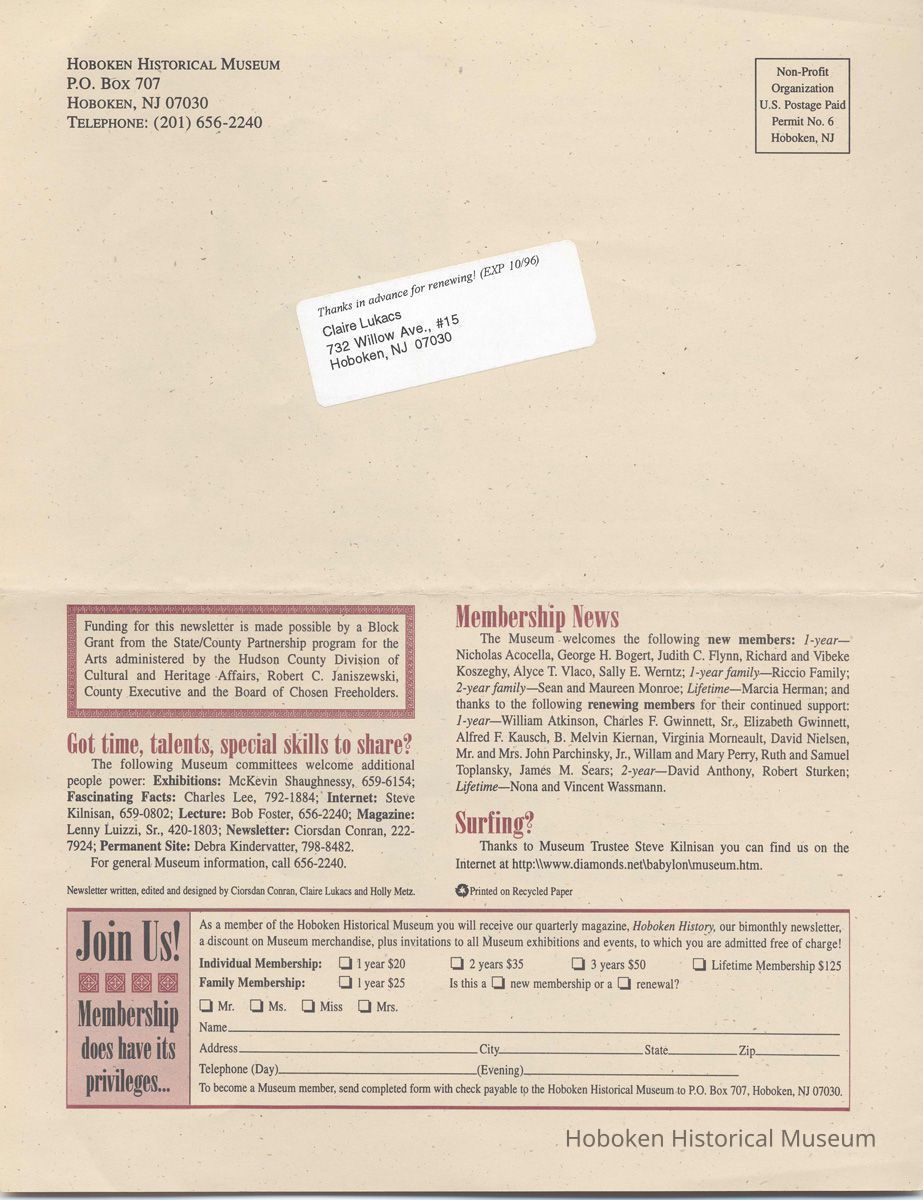 HOBOKEN HISTORICAL MUSEUM
P.O. BOX 707
HOBOKEN, NJ 07030
TELEPHONE: (201) 656-2240
Non-Profit
Organization
U.S. Postage Paid
Permit No. 6
Hoboken, NJ
Thanks in advance for renewing! (EXP 10/96)
Claire Lukacs
732 Willow Ave., #15
Hoboken, NJ 07030
Funding for this newsletter is made possible by a Block
Grant from the State/County Partnership program for the
Arts administered by the Hudson County Division of
Cultural and Heritage Affairs, Robert C. Janiszewski,
County Executive and the Board of Chosen Freeholders.
Got time, talents, special skills to share?
The following Museum committees welcome additional
people power: Exhibitions: McKevin Shaughnessy, 659-6154;
Fascinating Facts: Charles Lee, 792-1884; Internet: Steve
Kilnisan, 659-0802; Lecture: Bob Foster, 656-2240; Magazine:
Lenny Luizzi, Sr., 420-1803; Newsletter: Ciorsdan Conran, 222-
7924; Permanent Site: Debra Kindervatter, 798-8482.
For general Museum information, call 656-2240.
Newsletter written, edited and designed by Ciorsdan Conran, Claire Lukacs and Holly Metz.
Membership News
The Museum welcomes the following new members: 1-year—
Nicholas Acocella, George H. Bogert, Judith C. Flynn, Richard and Vibeke
Koszeghy, Alyce T. Vlaco, Sally E. Werntz; 1-year family—Riccio Family;
2-year family—Sean and Maureen Monroe; Lifetime—Marcia Herman; and
thanks to the following renewing members for their continued support:
1-year—William Atkinson, Charles F. Gwinnett, Sr., Elizabeth Gwinnett,
Alfred F. Kausch, B. Melvin Kiernan, Virginia Morneault, David Nielsen,
Mr. and Mrs. John Parchinsky, Jr., Willam and Mary Perry, Ruth and Samuel
Toplansky, James M. Sears; 2-year—David Anthony, Robert Sturken;
Lifetime—Nona and Vincent Wassmann.
Surfing?
Thanks to Museum Trustee Steve Kilnisan you can find us on the
Internet at http:\\www.diamonds.net\babylon\museum.htm.
Printed on Recycled Paper
Join Us!
Membership
does have its
privileges...
As a member of the Hoboken Historical Museum you will receive our quarterly magazine, Hoboken History, our bimonthly newsletter,
a discount on Museum merchandise, plus invitations to all Museum exhibitions and events, to which you are admitted free of charge!
Individual Membership: ❏ 1 year $20 ❏ 2 years $35 ❏ 3 years $50 ❏ Lifetime Membership $125
Family Membership: ❏ 1 year $25 Is this a ❏ new membership or a ❏ renewal?
❏ Mr. ❏ Ms. ❏ Miss ❏ Mrs.
Name
Address City State Zip
Telephone (Day) (Evening)
To become a Museum member, send completed form with check payable to the Hoboken Historical Museum to P.O. Box 707, Hoboken, NJ 07030.
Hoboken Historical Museum